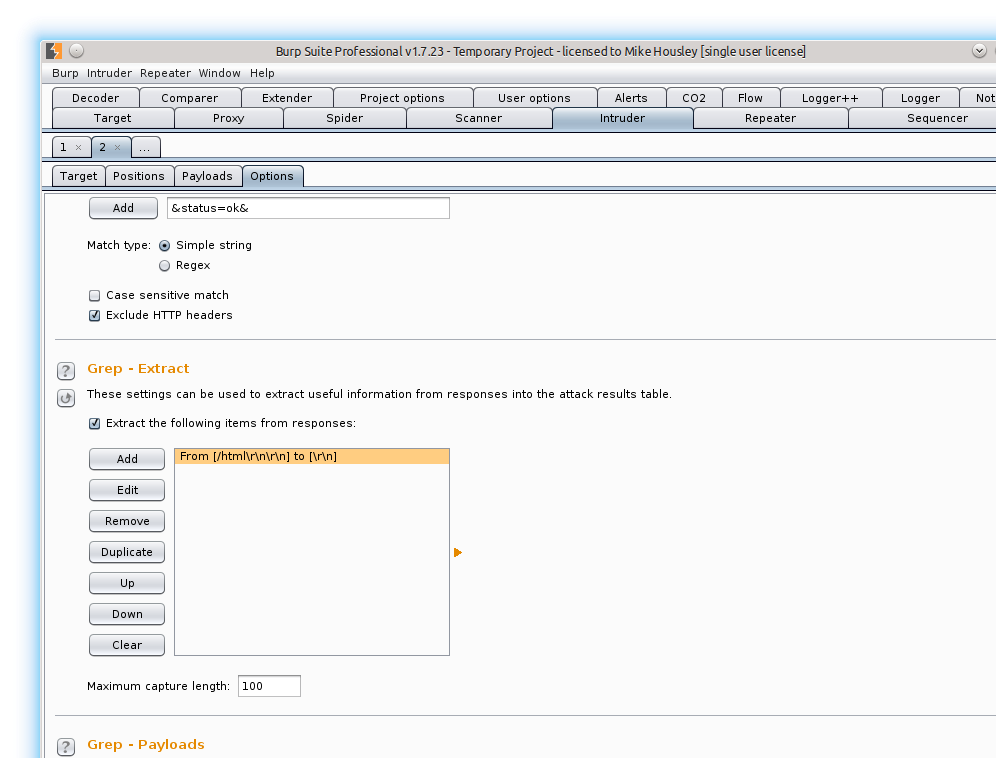 Burp Suite Professional v1.7.23 - Temporary Project - licensed to Mike Housley [single user license]
Burp Intruder Repeater Window Help
Decoder Comparer Extender Project options User options Alerts CO2 Flow Logger++ Logger Not
Target Proxy Spider Scanner Intruder Repeater Sequencer
1 × 2 × ...
Target Positions Payloads Options
Add &status=ok&
Match type: Simple string
Regex
Case sensitive match
Exclude HTTP headers
? Grep - Extract
These settings can be used to extract useful information from responses into the attack results table.
Extract the following items from responses:
Add From [/html\r\n\r\n] to [\r\n]
Edit
Remove
Duplicate
Up
Down
Clear
Maximum capture length: 100
? Grep - Payloads